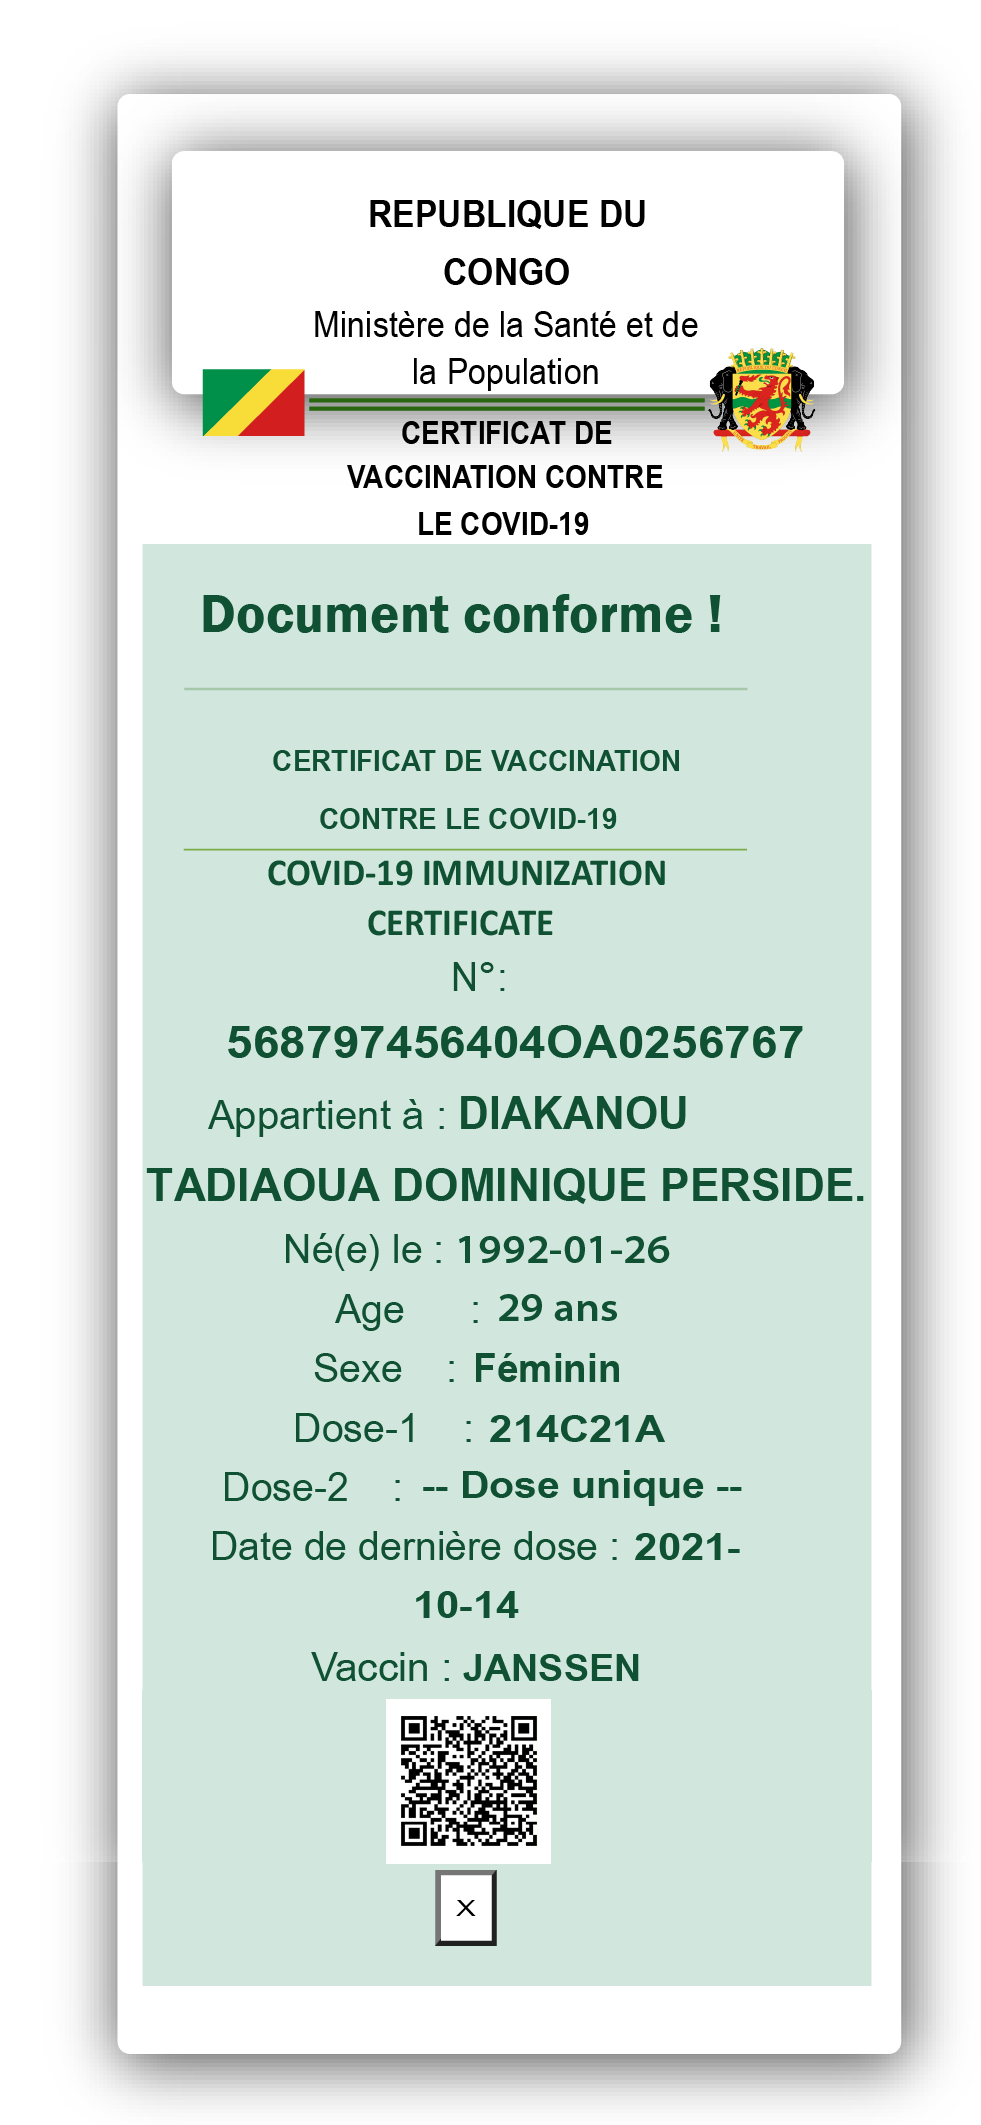 REPUBLIQUE DU
CONGO
Ministère de la Santé et de
la Population
CERTIFICAT DE
VACCINATION CONTRE
LE COVID-19
Document conforme !
CERTIFICAT DE VACCINATION
CONTRE LE COVID-19
COVID-19 IMMUNIZATION
CERTIFICATE
N°:
568797456404OA0256767
Appartient à : DIAKANOU
TADIAOUA DOMINIQUE PERSIDE.
Né(e) le : 1992-01-26
Age : 29 ans
Sexe : Féminin
Dose-1 : 214C21A
Dose-2 : -- Dose unique --
Date de dernière dose : 2021-
10-14
Vaccin : JANSSEN
X